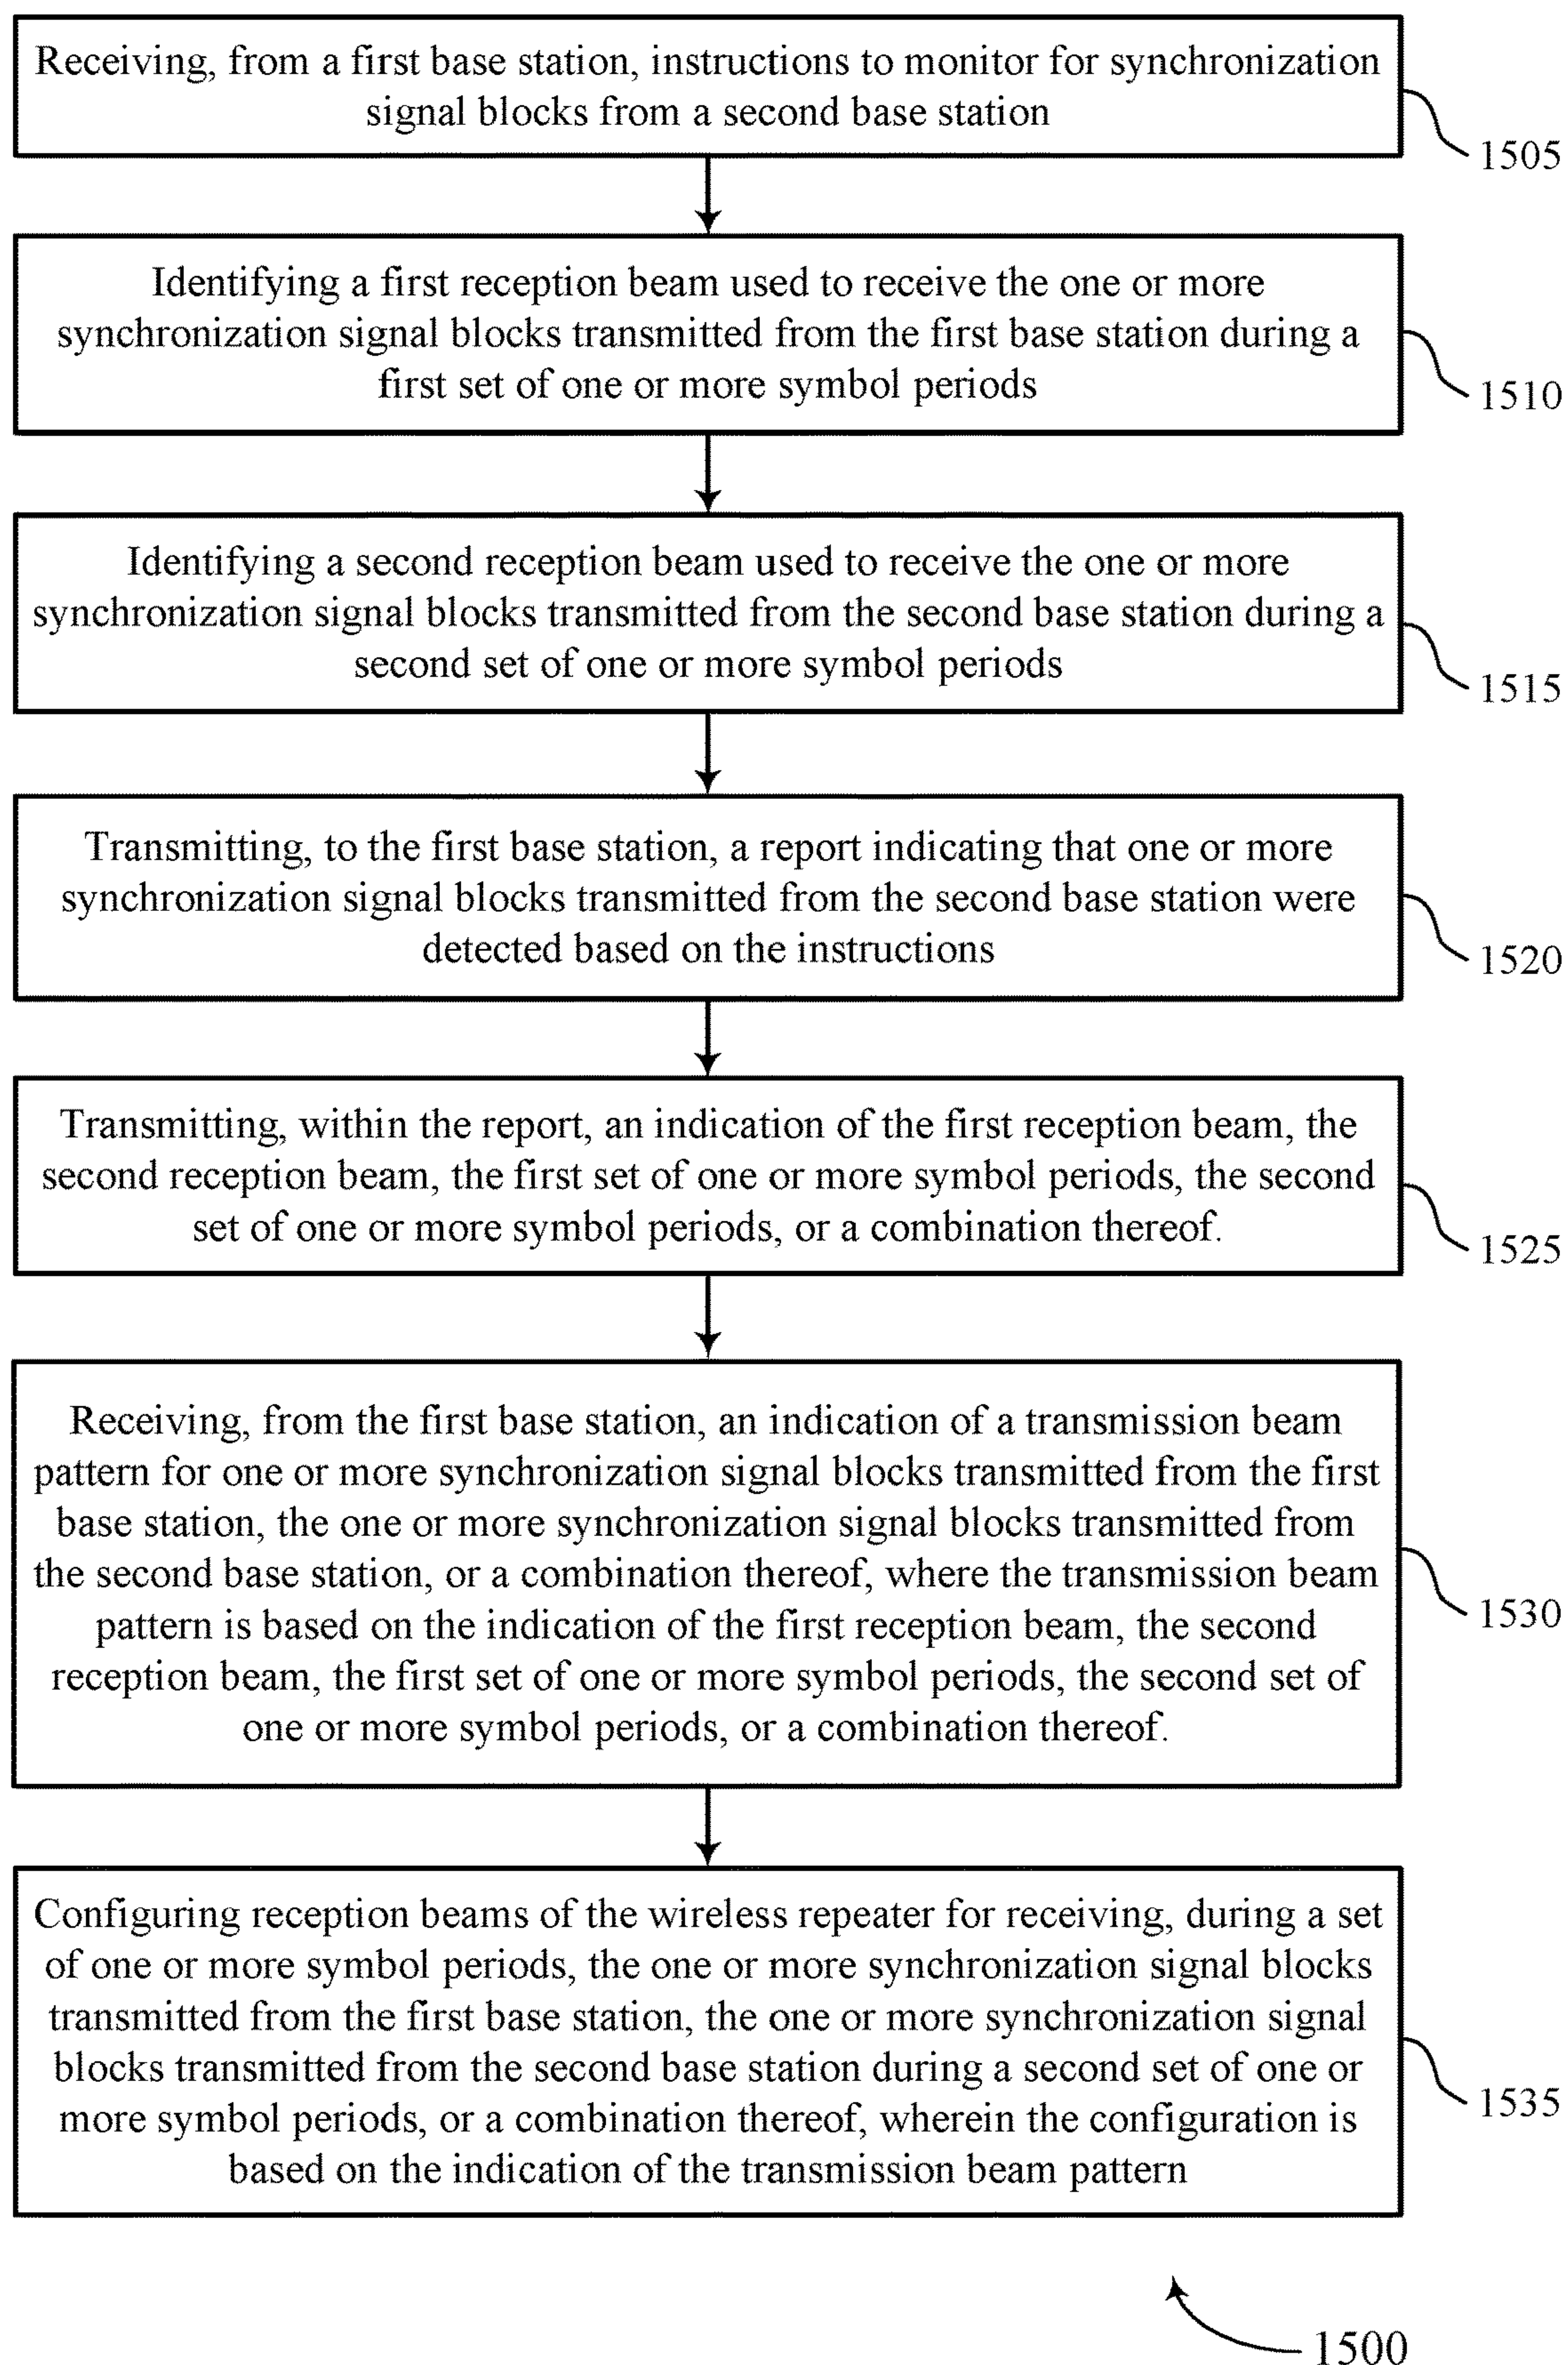 Receiving, from a first base station, instructions to monitor for synchronization
signal blocks from a second base station
1505
Identifying a first reception beam used to receive the one or more
synchronization signal blocks transmitted from the first base station during a
first set of one or more symbol periods
1510
Identifying a second reception beam used to receive the one or more
synchronization signal blocks transmitted from the second base station during a
second set of one or more symbol periods
1515
Transmitting, to the first base station, a report indicating that one or more
synchronization signal blocks transmitted from the second base station were
detected based on the instructions
1520
Transmitting, within the report, an indication of the first reception beam, the
second reception beam, the first set of one or more symbol periods, the second
set of one or more symbol periods, or a combination thereof.
1525
Receiving, from the first base station, an indication of a transmission beam
pattern for one or more synchronization signal blocks transmitted from the first
base station, the one or more synchronization signal blocks transmitted from
the second base station, or a combination thereof, where the transmission beam
pattern is based on the indication of the first reception beam, the second
reception beam, the first set of one or more symbol periods, the second set of
one or more symbol periods, or a combination thereof.
1530
Configuring reception beams of the wireless repeater for receiving, during a set
of one or more symbol periods, the one or more synchronization signal blocks
transmitted from the first base station, the one or more synchronization signal
blocks transmitted from the second base station during a second set of one or
more symbol periods, or a combination thereof, wherein the configuration is
based on the indication of the transmission beam pattern
1535
1500